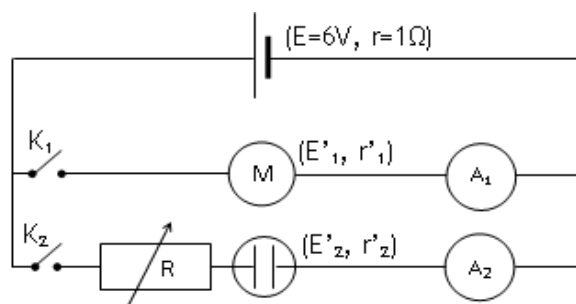 (E=6V, r=1Ω)
K₁
M
(E'₁, r'₁)
A₁
K₂
R
(E'₂, r'₂)
A₂